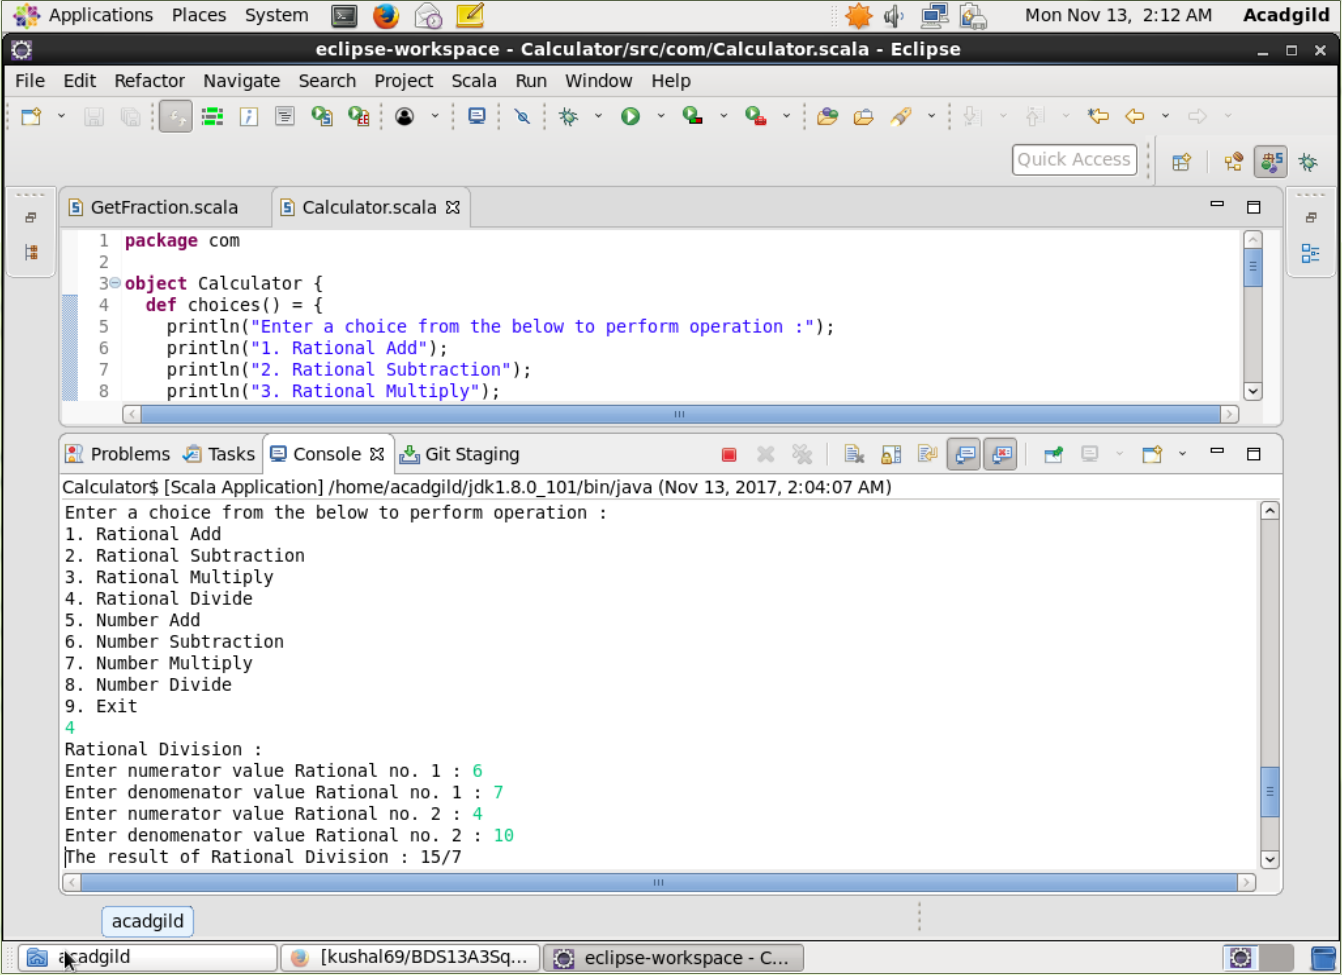 Applications Places System Mon Nov 13, 2:12 AM Acadgild
eclipse-workspace - Calculator/src/com/Calculator.scala - Eclipse
File Edit Refactor Navigate Search Project Scala Run Window Help
Quick Access
GetFraction.scala Calculator.scala
1 package com
2
3 object Calculator {
4 def choices() = {
5 println("Enter a choice from the below to perform operation :");
6 println("1. Rational Add");
7 println("2. Rational Subtraction");
8 println("3. Rational Multiply");
Problems Tasks Console Git Staging
Calculator$ [Scala Application] /home/acadgild/jdk1.8.0_101/bin/java (Nov 13, 2017, 2:04:07 AM)
Enter a choice from the below to perform operation :
1. Rational Add
2. Rational Subtraction
3. Rational Multiply
4. Rational Divide
5. Number Add
6. Number Subtraction
7. Number Multiply
8. Number Divide
9. Exit
4
Rational Division :
Enter numerator value Rational no. 1 : 6
Enter denomenator value Rational no. 1 : 7
Enter numerator value Rational no. 2 : 4
Enter denomenator value Rational no. 2 : 10
The result of Rational Division : 15/7
acadgild
acadgild [kushal69/BDS13A3Sq... eclipse-workspace - C...